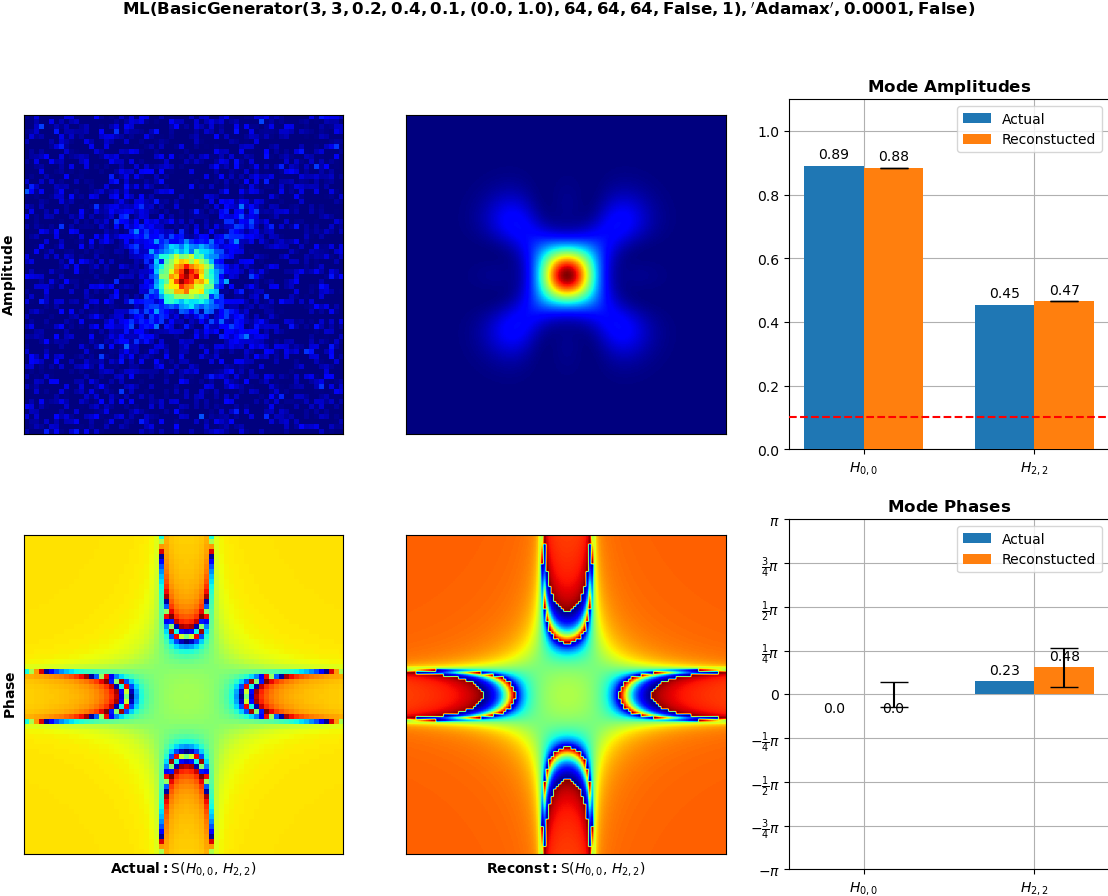 ML(BasicGenerator(3, 3, 0.2, 0.4, 0.1, (0.0, 1.0), 64, 64, 64, False, 1), ′Adamax′, 0.0001, False)
Amplitude
Mode Amplitudes
Actual
Reconstucted
1.0
0.8
0.6
0.4
0.2
0.0
0.89
0.88
0.45
0.47
H0,0
H2,2
Phase
Actual: S(H0,0, H2,2)
Reconst: S(H0,0, H2,2)
Mode Phases
Actual
Reconstucted
π
3/4π
1/2π
1/4π
0
−1/4π
−1/2π
−3/4π
−π
0.0
0.0
0.23
0.48
H0,0
H2,2